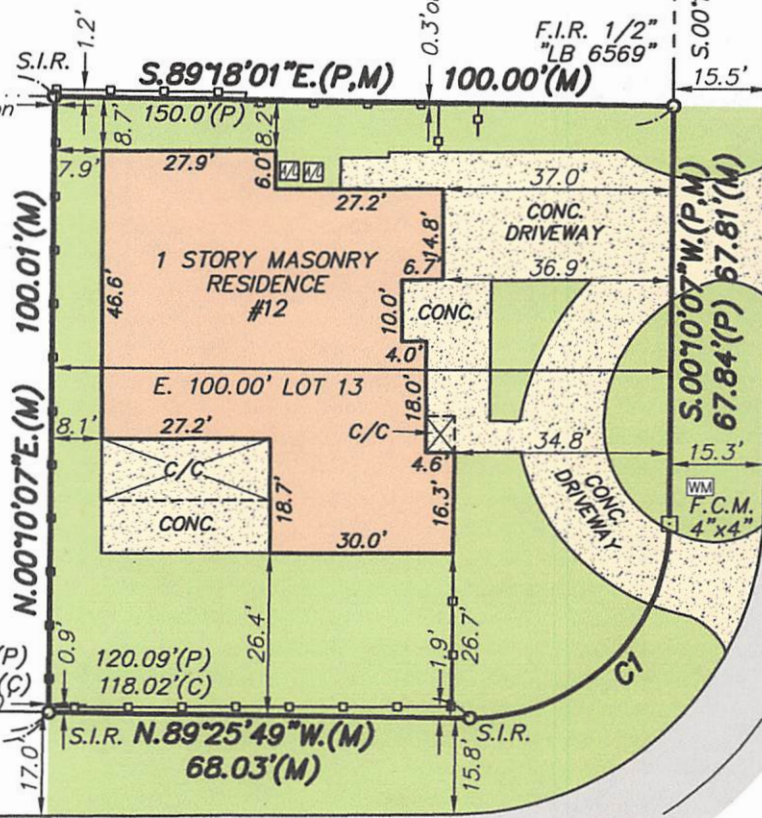 1.2'
0.3'
F.I.R. 1/2"
"LB 6569"
S.00°
S.I.R.
S.89°18'01"E.(P,M)
100.00'(M)
15.5'
on
150.0'(P)
8.7'
8.2'
7.9'
27.9'
6.0'
A/C
A/C
27.2'
37.0'
CONC.
DRIVEWAY
14.8'
36.9'
6.7'
1 STORY MASONRY
RESIDENCE
#12
46.6'
10.0'
CONC.
4.0'
100.01'(M)
N.00°10'07"E.(M)
S.00°10'07"W.(P,M)
67.84'(P) 67.81'(M)
E. 100.00' LOT 13
18.0'
C/C
8.1'
27.2'
34.8'
15.3'
4.6'
C/C
CONC.
18.7'
16.3'
CONC.
DRIVEWAY
WM
F.C.M.
4"x4"
30.0'
26.4'
26.7'
1.9'
0.9'
(P)
(C)
120.09'(P)
118.02'(C)
C1
S.I.R.
N.89°25'49"W.(M)
68.03'(M)
S.I.R.
17.0'
15.8'